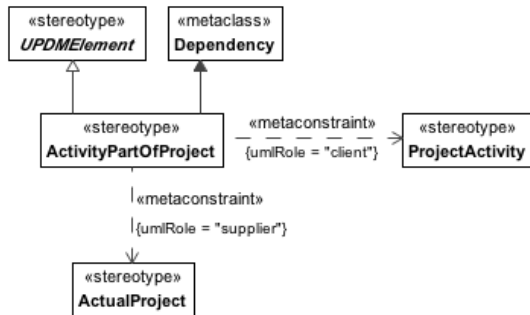 «stereotype»
UPDMElement
«metaclass»
Dependency
«stereotype»
ActivityPartOfProject
«metaconstraint»
{umlRole = "client"}
«stereotype»
ProjectActivity
«metaconstraint»
{umlRole = "supplier"}
«stereotype»
ActualProject